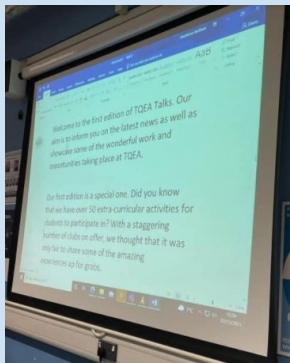 Welcome to the first edition of TQEA Talks. Our
aim is to inform you on the latest news as well as
showcase some of the wonderful work and
opportunities taking place at TQEA.
Our first edition is a special one. Did you know
that we have over 50 extra-curricular activities for
students to participate in? With a staggering
number of clubs on offer, we thought that it was
only fair to share some of the amazing
experiences up for grabs.